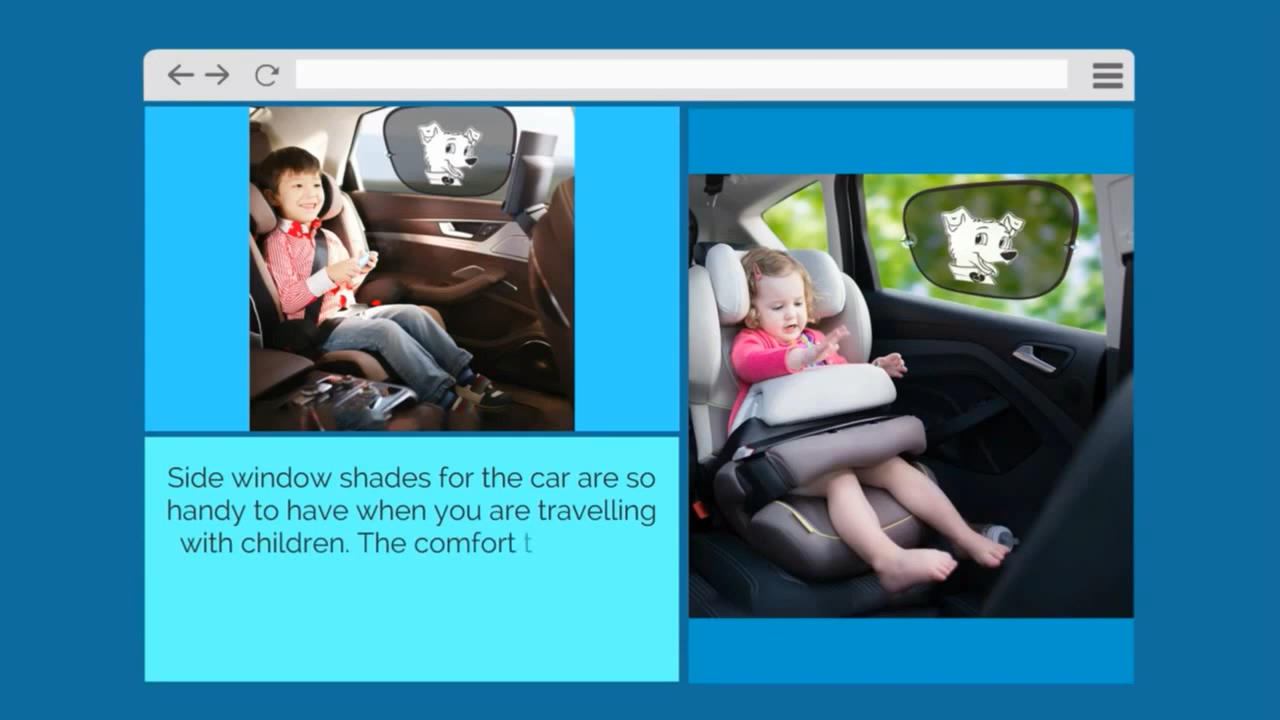 Side window shades for the car are so
handy to have when you are travelling
with children. The comfort t